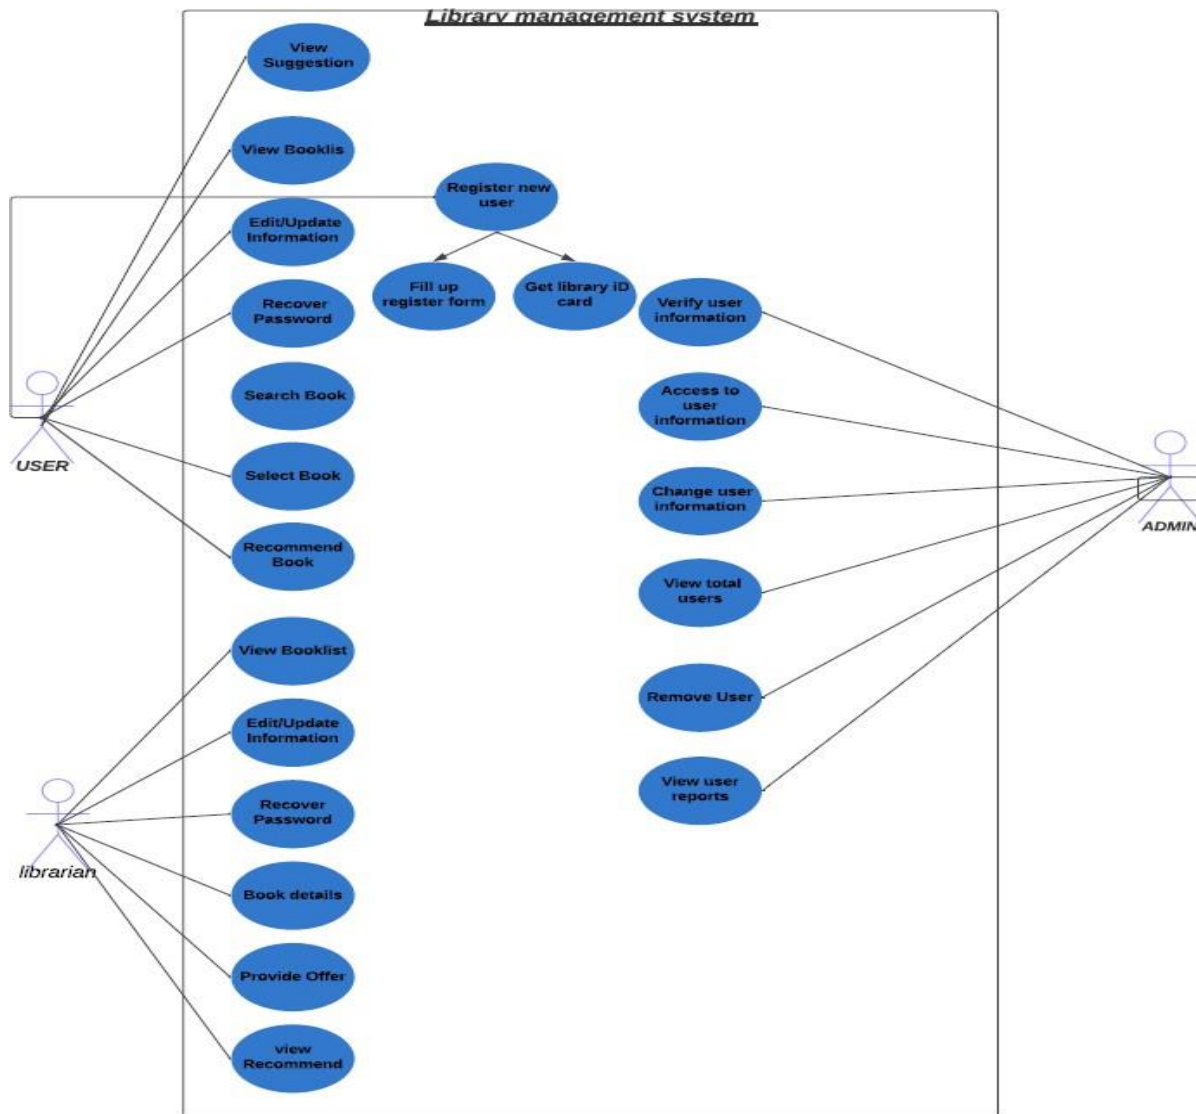 Library management system
View
Suggestion
View Booklis
Register new
user
Edit/Update
Information
Fill up
register form
Get library iD
card
Recover
Password
Verify user
information
Search Book
Access to
user
information
USER
Select Book
Change user
information
ADMIN
Recommend
Book
View total
users
View Booklist
Remove User
Edit/Update
Information
View user
reports
Recover
Password
librarian
Book details
Provide Offer
view
Recommend